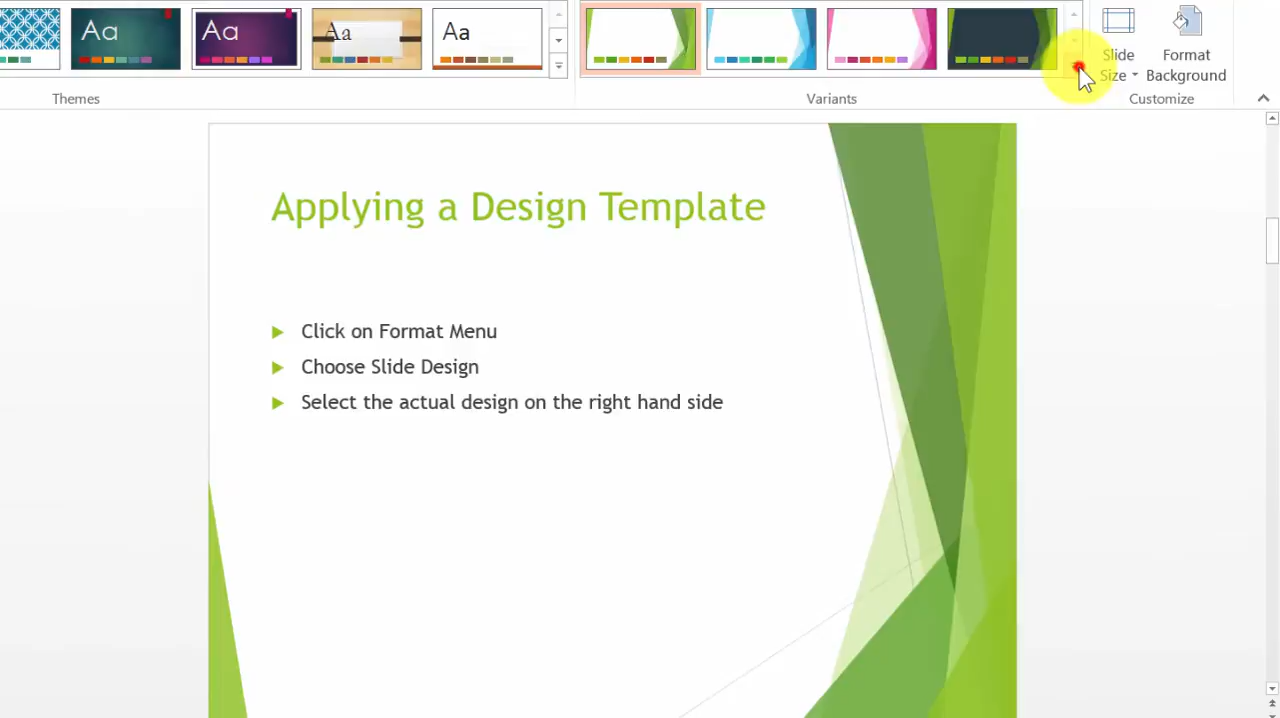 Aa Aa Aa Aa
Slide Format
Size Background
Themes Variants Customize
Applying a Design Template
Click on Format Menu
Choose Slide Design
Select the actual design on the right hand side